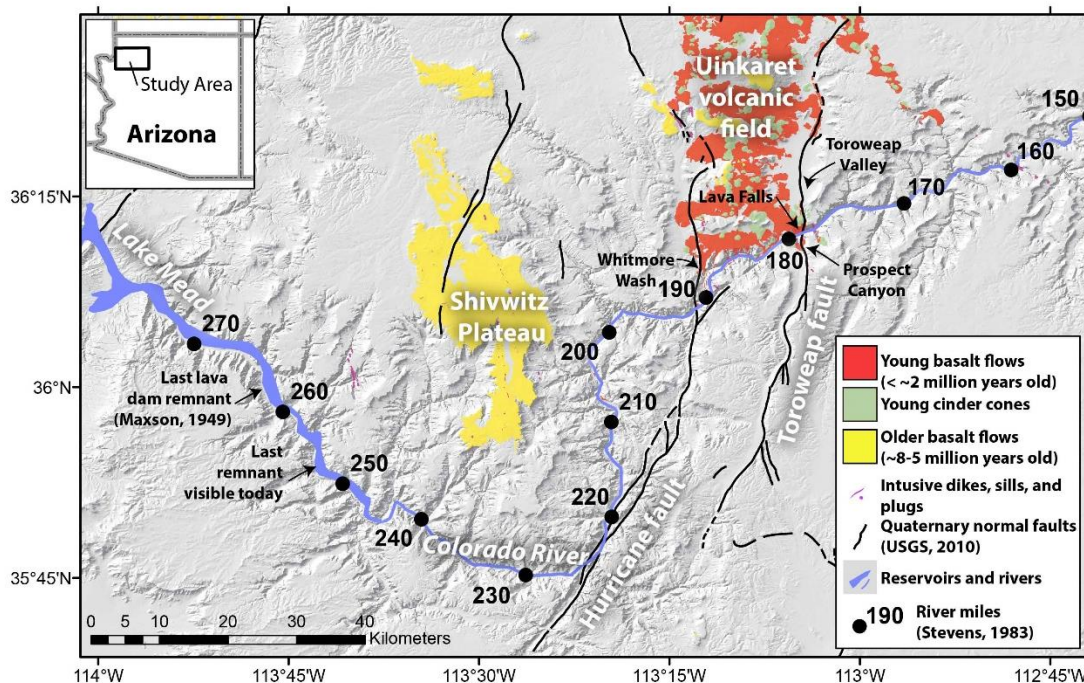 Study Area
Arizona
Uinkaret
volcanic
field
150
160
170
Toroweap
Valley
Lava Falls
180
Prospect
Canyon
Whitmore
Wash
190
200
210
220
230
240
250
260
270
Lake Mead
Shivwitz
Plateau
Last lava
dam remnant
(Maxson, 1949)
Last
remnant
visible today
Colorado River
Hurricane fault
Toroweap fault
36°15'N
36°0'N
35°45'N
0 5 10 20 30 40
Kilometers
114°W
113°45'W
113°30'W
113°15'W
113°W
112°45'W
Young basalt flows
(< ~2 million years old)
Young cinder cones
Older basalt flows
(~8-5 million years old)
Intrusive dikes, sills, and
plugs
Quaternary normal faults
(USGS, 2010)
Reservoirs and rivers
190 River miles
(Stevens, 1983)